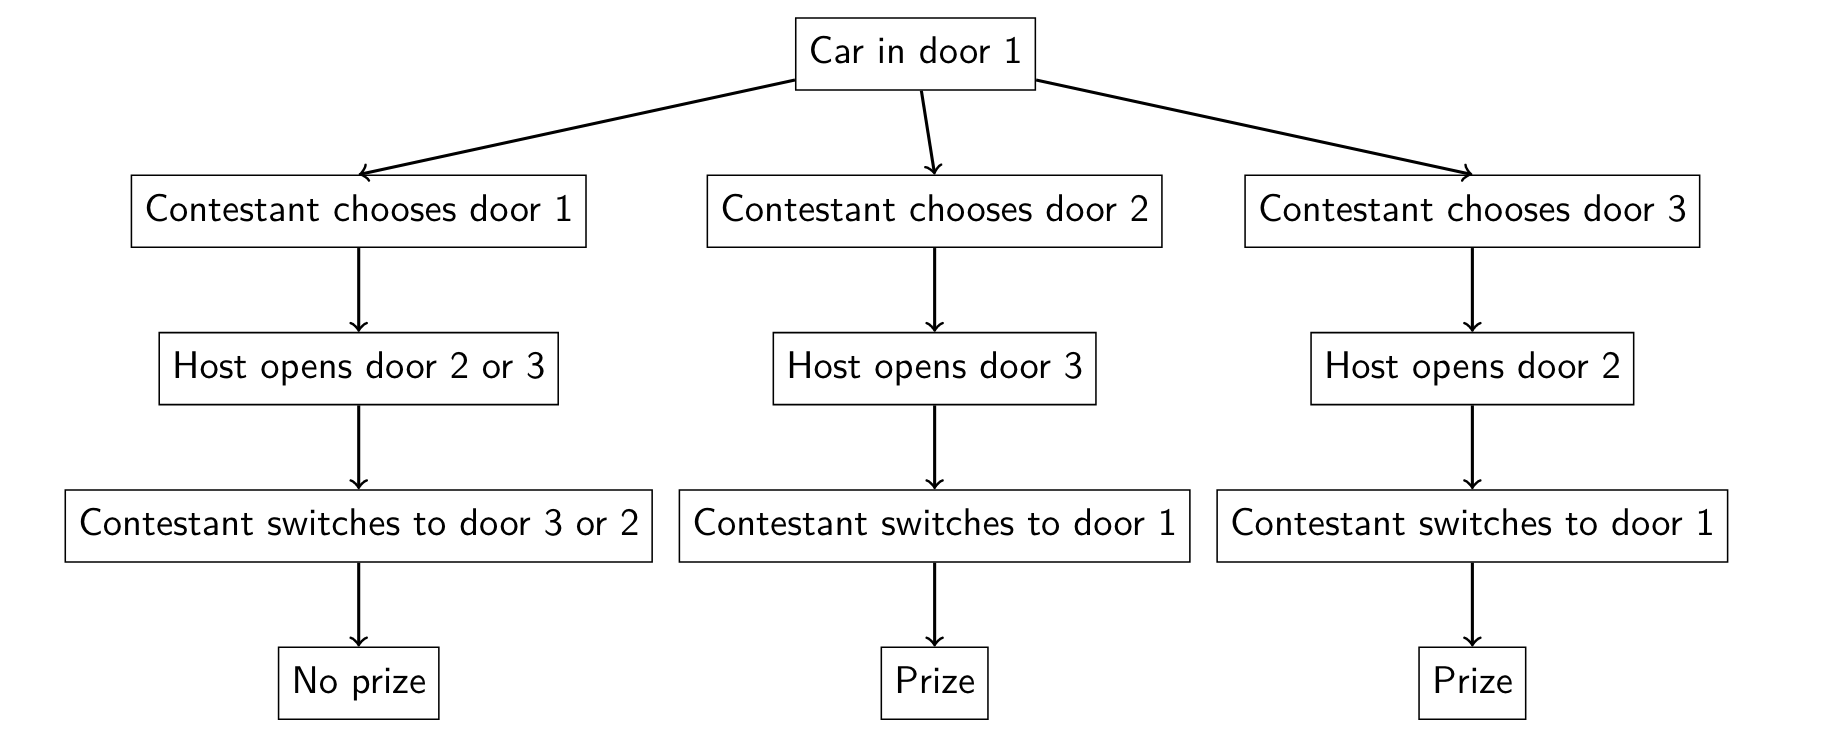 Car in door 1
Contestant chooses door 1
Contestant chooses door 2
Contestant chooses door 3
Host opens door 2 or 3
Host opens door 3
Host opens door 2
Contestant switches to door 3 or 2
Contestant switches to door 1
Contestant switches to door 1
No prize
Prize
Prize